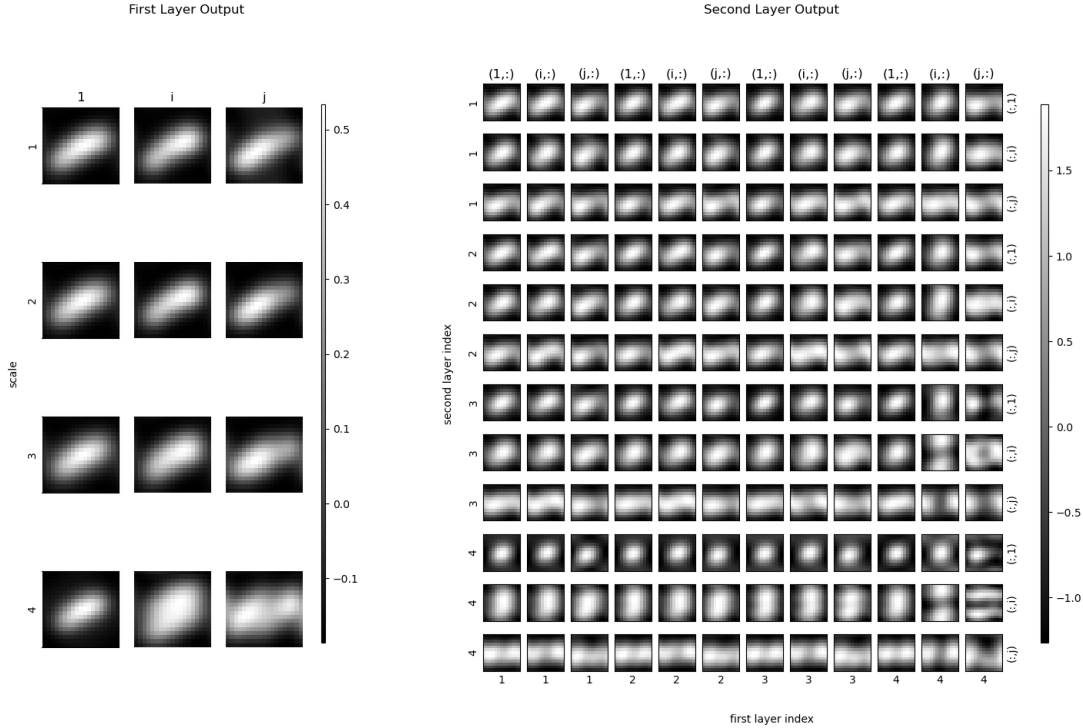 First Layer Output
Second Layer Output
1 i j
1
2
3
4
scale
0.5
0.4
0.3
0.2
0.1
0.0
−0.1
(1,:) (i,:) (j,:) (1,:) (i,:) (j,:) (1,:) (i,:) (j,:) (1,:) (i,:) (j,:)
1 (:,1)
1 (:,i)
1 (:,j)
2 (:,1)
2 (:,i)
2 (:,j)
3 (:,1)
3 (:,i)
3 (:,j)
4 (:,1)
4 (:,i)
4 (:,j)
second layer index
1 1 1 2 2 2 3 3 3 4 4 4
first layer index
1.5
1.0
0.5
0.0
−0.5
−1.0